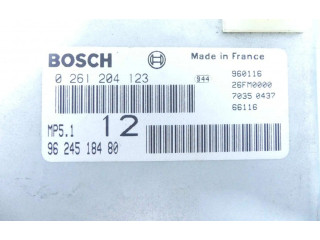 BOSCH Made in France
0 261 204 123 944 960116
26FM0000
7035 0437
66116
MP5.1 12
96 245 184 80